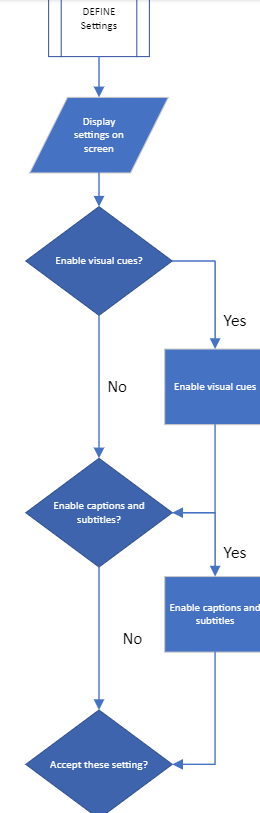 DEFINE
Settings
Display
settings on
screen
Enable visual cues?
Yes
Enable visual cues
No
Enable captions and
subtitles?
Yes
Enable captions and
subtitles
No
Accept these setting?